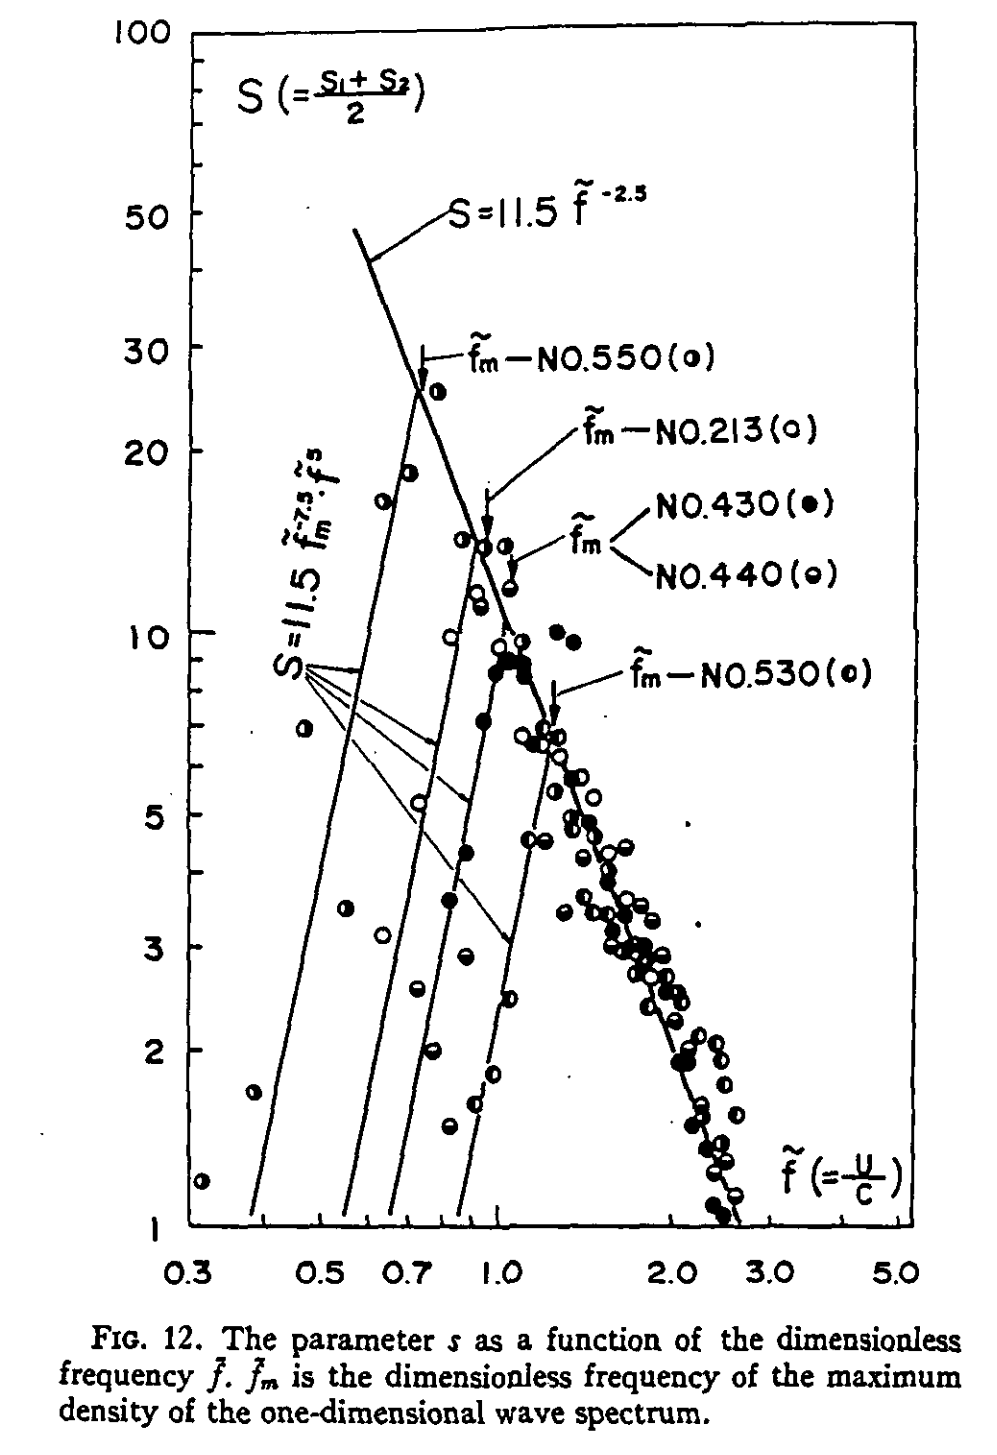 100
S (= S₁+ S₂ / 2)
50
S=11.5 f̃ ⁻²·⁵
30
f̃m – NO.550 (◑)
f̃m – NO.213 (○)
20
NO.430 (●)
f̃m
NO.440 (◒)
S=11.5 f̃m⁻⁷·⁵·f̃⁵
10
f̃m – NO.530 (◐)
5
3
2
f̃ (= U / C)
1
0.3 0.5 0.7 1.0 2.0 3.0 5.0
FIG. 12. The parameter s as a function of the dimensionless
frequency f̃. f̃m is the dimensionless frequency of the maximum
density of the one-dimensional wave spectrum.